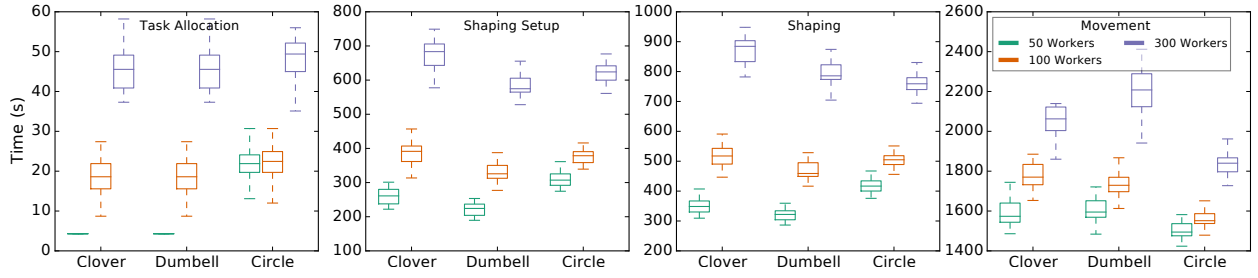 Time (s)
Task Allocation
60
50
40
30
20
10
0
Clover Dumbell Circle
Shaping Setup
800
700
600
500
400
300
200
100
Clover Dumbell Circle
Shaping
1000
900
800
700
600
500
400
300
200
Clover Dumbell Circle
Movement
50 Workers
100 Workers
300 Workers
2600
2400
2200
2000
1800
1600
1400
Clover Dumbell Circle